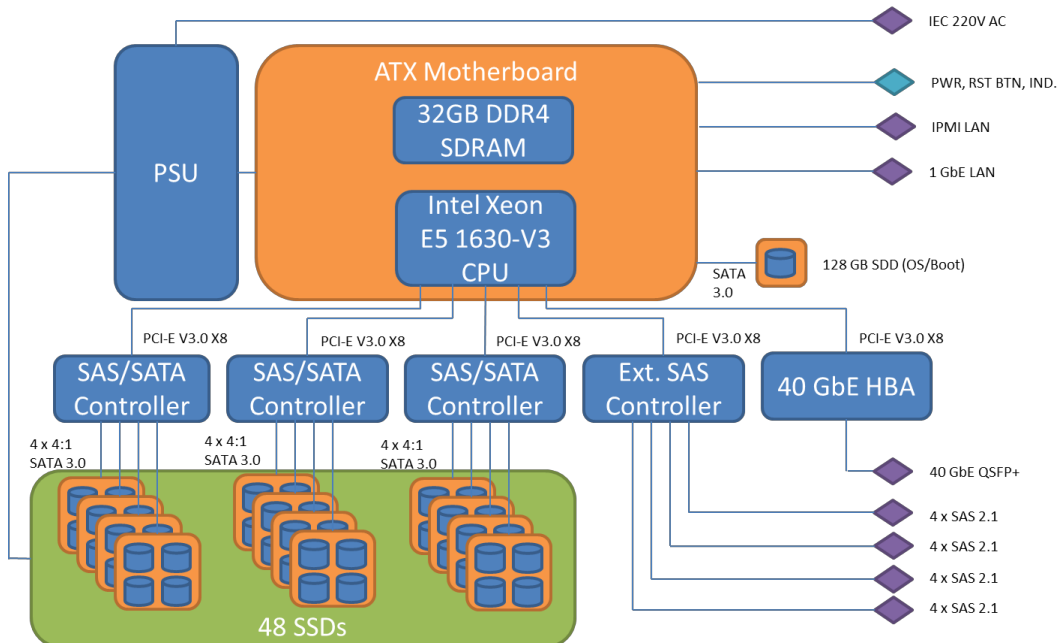 IEC 220V AC
ATX Motherboard
PWR, RST BTN, IND.
32GB DDR4
SDRAM
IPMI LAN
PSU
1 GbE LAN
Intel Xeon
E5 1630-V3
CPU
SATA
3.0
128 GB SDD (OS/Boot)
PCI-E V3.0 X8
PCI-E V3.0 X8
PCI-E V3.0 X8
PCI-E V3.0 X8
PCI-E V3.0 X8
SAS/SATA
Controller
SAS/SATA
Controller
SAS/SATA
Controller
Ext. SAS
Controller
40 GbE HBA
4 x 4:1
SATA 3.0
4 x 4:1
SATA 3.0
4 x 4:1
SATA 3.0
40 GbE QSFP+
4 x SAS 2.1
4 x SAS 2.1
4 x SAS 2.1
4 x SAS 2.1
48 SSDs